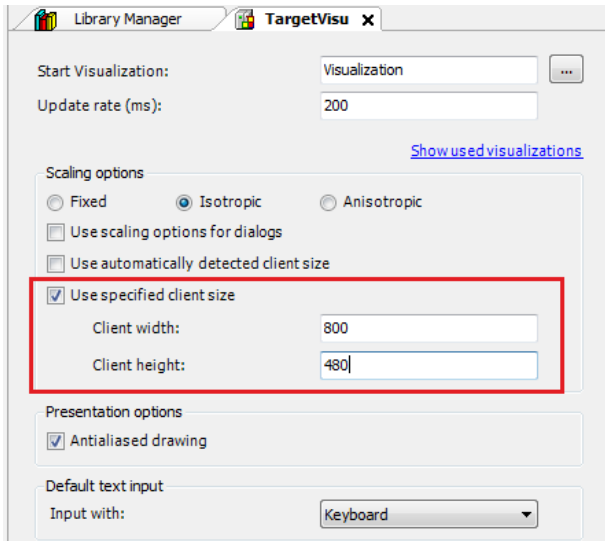 Library Manager TargetVisu X
Start Visualization: Visualization ...
Update rate (ms): 200
Show used visualizations
Scaling options
Fixed Isotropic Anisotropic
Use scaling options for dialogs
Use automatically detected client size
Use specified client size
Client width: 800
Client height: 480
Presentation options
Antialiased drawing
Default text input
Input with: Keyboard